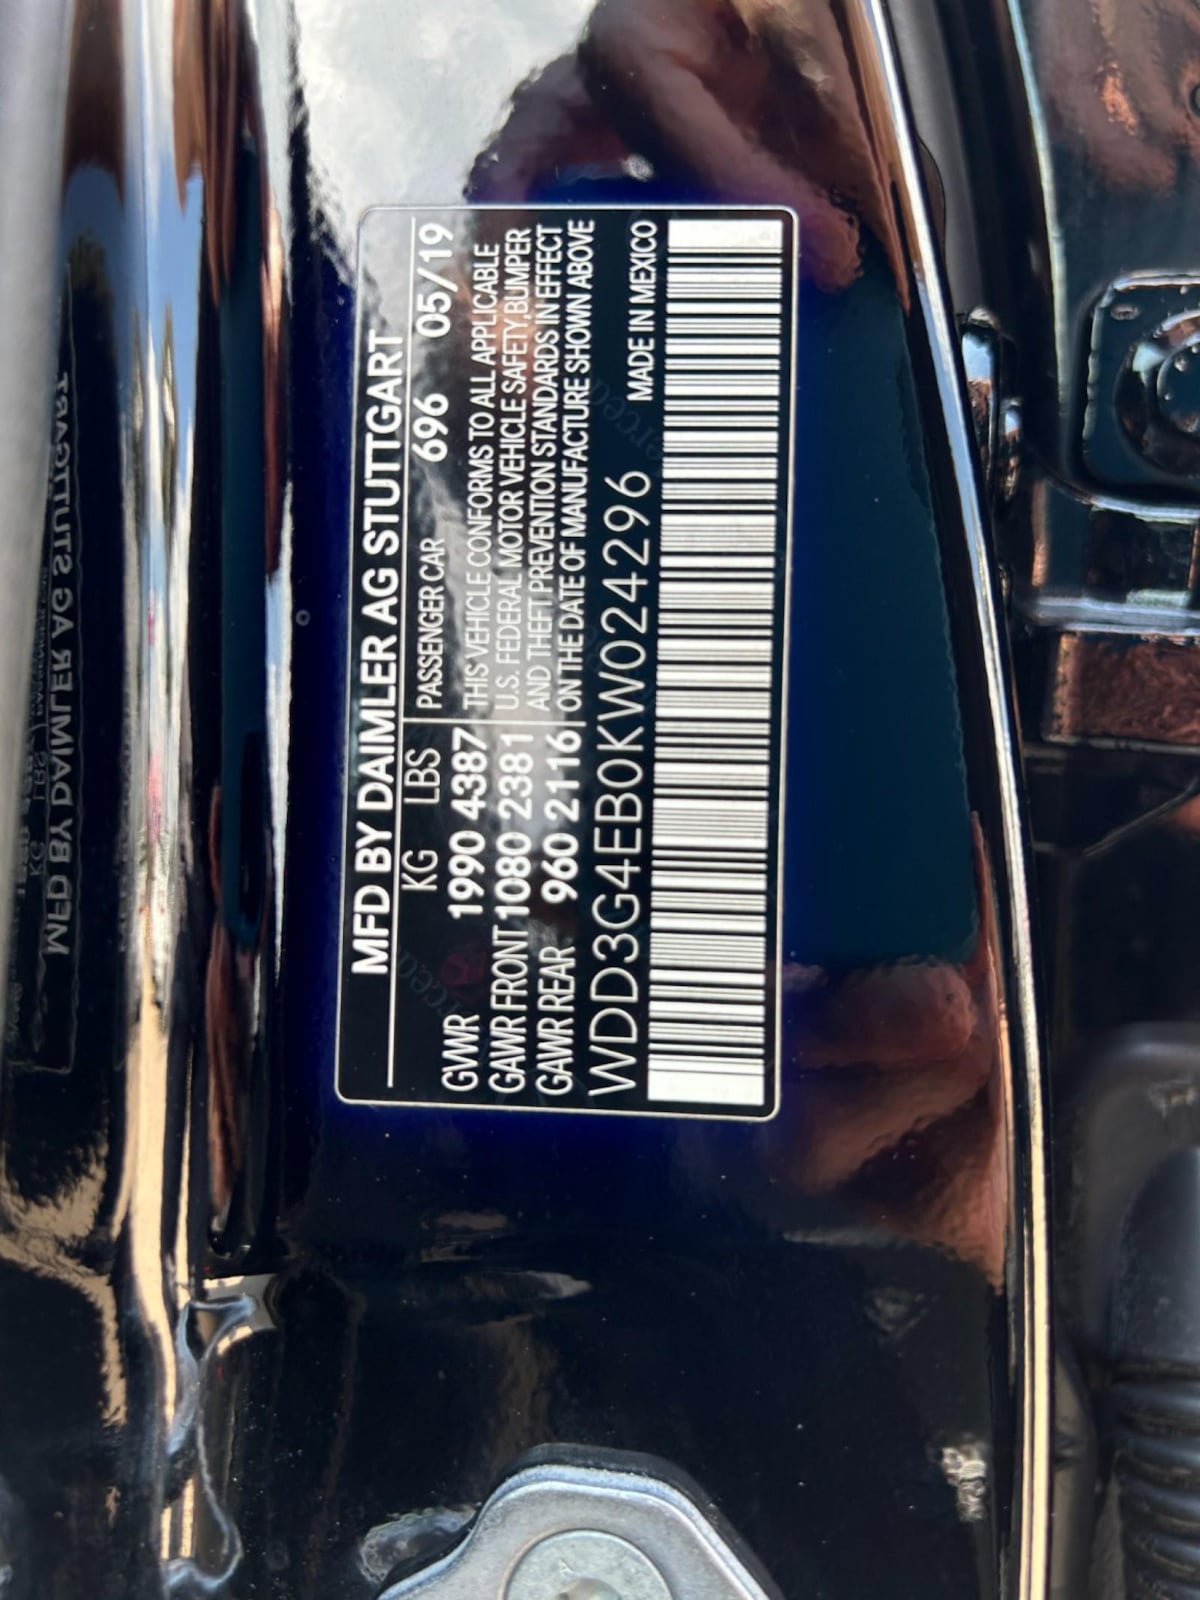 MFD BY DAIMLER AG STUTTGART
KG LBS PASSENGER CAR 696 05/19
GVWR 1990 4387 THIS VEHICLE CONFORMS TO ALL APPLICABLE
GAWR FRONT 1080 2381 U.S. FEDERAL MOTOR VEHICLE SAFETY, BUMPER
GAWR REAR 960 2116 AND THEFT PREVENTION STANDARDS IN EFFECT
ON THE DATE OF MANUFACTURE SHOWN ABOVE
WDD3G4EB0KW024296 MADE IN MEXICO